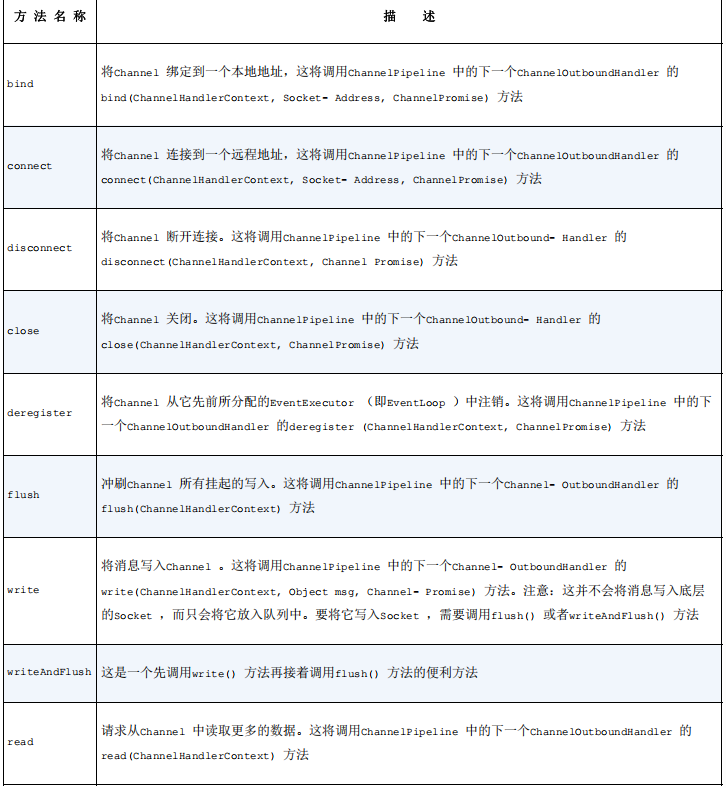 方 法 名 称 描 述
bind
将Channel 绑定到一个本地地址，这将调用ChannelPipeline 中的下一个ChannelOutboundHandler 的
bind(ChannelHandlerContext, Socket- Address, ChannelPromise) 方法
connect
将Channel 连接到一个远程地址，这将调用ChannelPipeline 中的下一个ChannelOutboundHandler 的
connect(ChannelHandlerContext, Socket- Address, ChannelPromise) 方法
disconnect
将Channel 断开连接。这将调用ChannelPipeline 中的下一个ChannelOutbound- Handler 的
disconnect(ChannelHandlerContext, Channel Promise) 方法
close
将Channel 关闭。这将调用ChannelPipeline 中的下一个ChannelOutbound- Handler 的
close(ChannelHandlerContext, ChannelPromise) 方法
deregister
将Channel 从它先前所分配的EventExecutor （即EventLoop ）中注销。这将调用ChannelPipeline 中的下
一个ChannelOutboundHandler 的deregister (ChannelHandlerContext, ChannelPromise) 方法
flush
冲刷Channel 所有挂起的写入。这将调用ChannelPipeline 中的下一个Channel- OutboundHandler 的
flush(ChannelHandlerContext) 方法
write
将消息写入Channel 。这将调用ChannelPipeline 中的下一个Channel- OutboundHandler 的
write(ChannelHandlerContext, Object msg, Channel- Promise) 方法。注意：这并不会将消息写入底层
的Socket ，而只会将它放入队列中。要将它写入Socket ，需要调用flush() 或者writeAndFlush() 方法
writeAndFlush
这是一个先调用write() 方法再接着调用flush() 方法的便利方法
read
请求从Channel 中读取更多的数据。这将调用ChannelPipeline 中的下一个ChannelOutboundHandler 的
read(ChannelHandlerContext) 方法